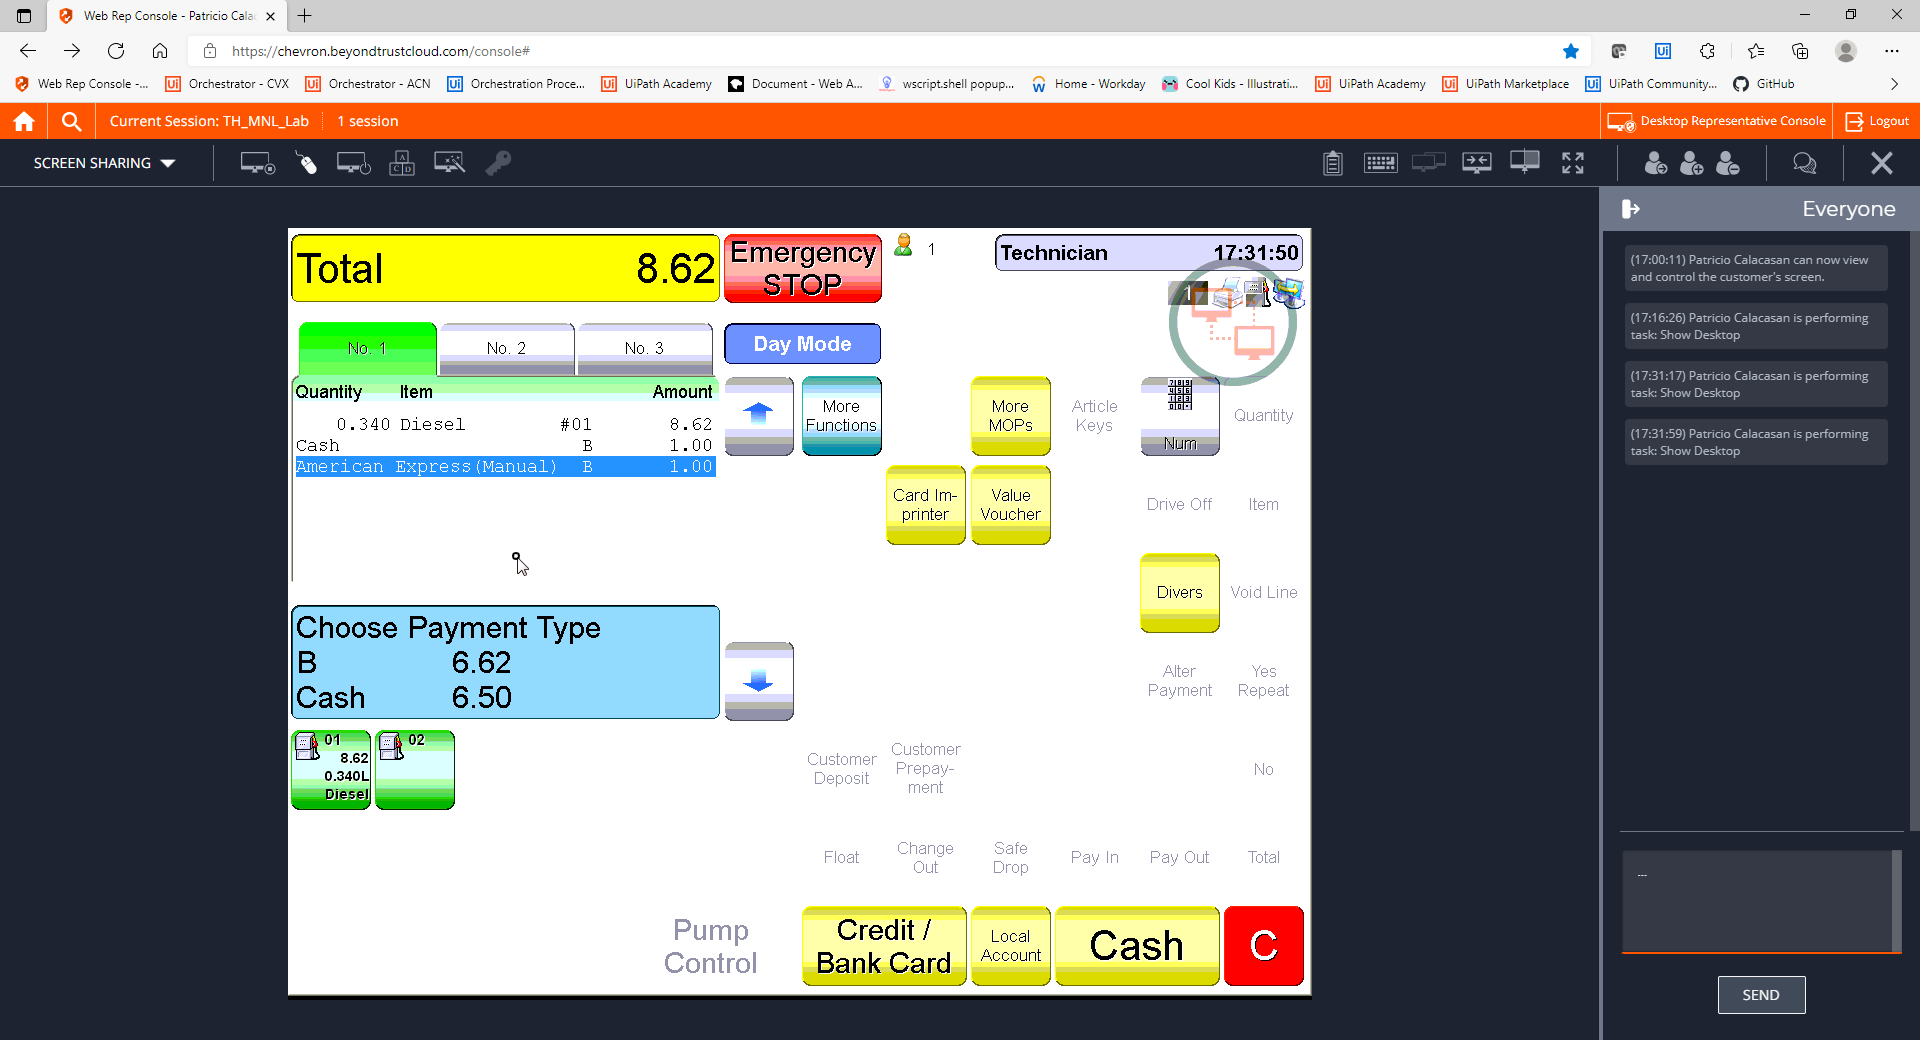 Web Rep Console - Patricio Cala
https://chevron.beyondtrustcloud.com/console#
Web Rep Console -...
Orchestrator - CVX
Orchestrator - ACN
Orchestration Proce...
UiPath Academy
Document - Web A...
wscript.shell popup...
Home - Workday
Cool Kids - Illustrati...
UiPath Academy
UiPath Marketplace
UiPath Community...
GitHub
Current Session: TH_MNL_Lab
1 session
Desktop Representative Console
Logout
SCREEN SHARING
Everyone
(17:00:11) Patricio Calacasan can now view
and control the customer's screen.
(17:16:26) Patricio Calacasan is performing
task: Show Desktop
(17:31:17) Patricio Calacasan is performing
task: Show Desktop
(17:31:59) Patricio Calacasan is performing
task: Show Desktop
...
SEND
Total 8.62
Emergency
STOP
1
Technician 17:31:50
1
No. 1
No. 2
No. 3
Day Mode
Quantity Item Amount
0.340 Diesel #01 8.62
Cash B 1.00
American Express(Manual) B 1.00
More
Functions
More
MOPs
Article
Keys
Num
Quantity
Card Im-
printer
Value
Voucher
Drive Off
Item
Divers
Void Line
Choose Payment Type
B 6.62
Cash 6.50
Alter
Payment
Yes
Repeat
01
8.62
0.340L
Diesel
02
Customer
Deposit
Customer
Prepay-
ment
No
Float
Change
Out
Safe
Drop
Pay In
Pay Out
Total
Pump
Control
Credit /
Bank Card
Local
Account
Cash
C